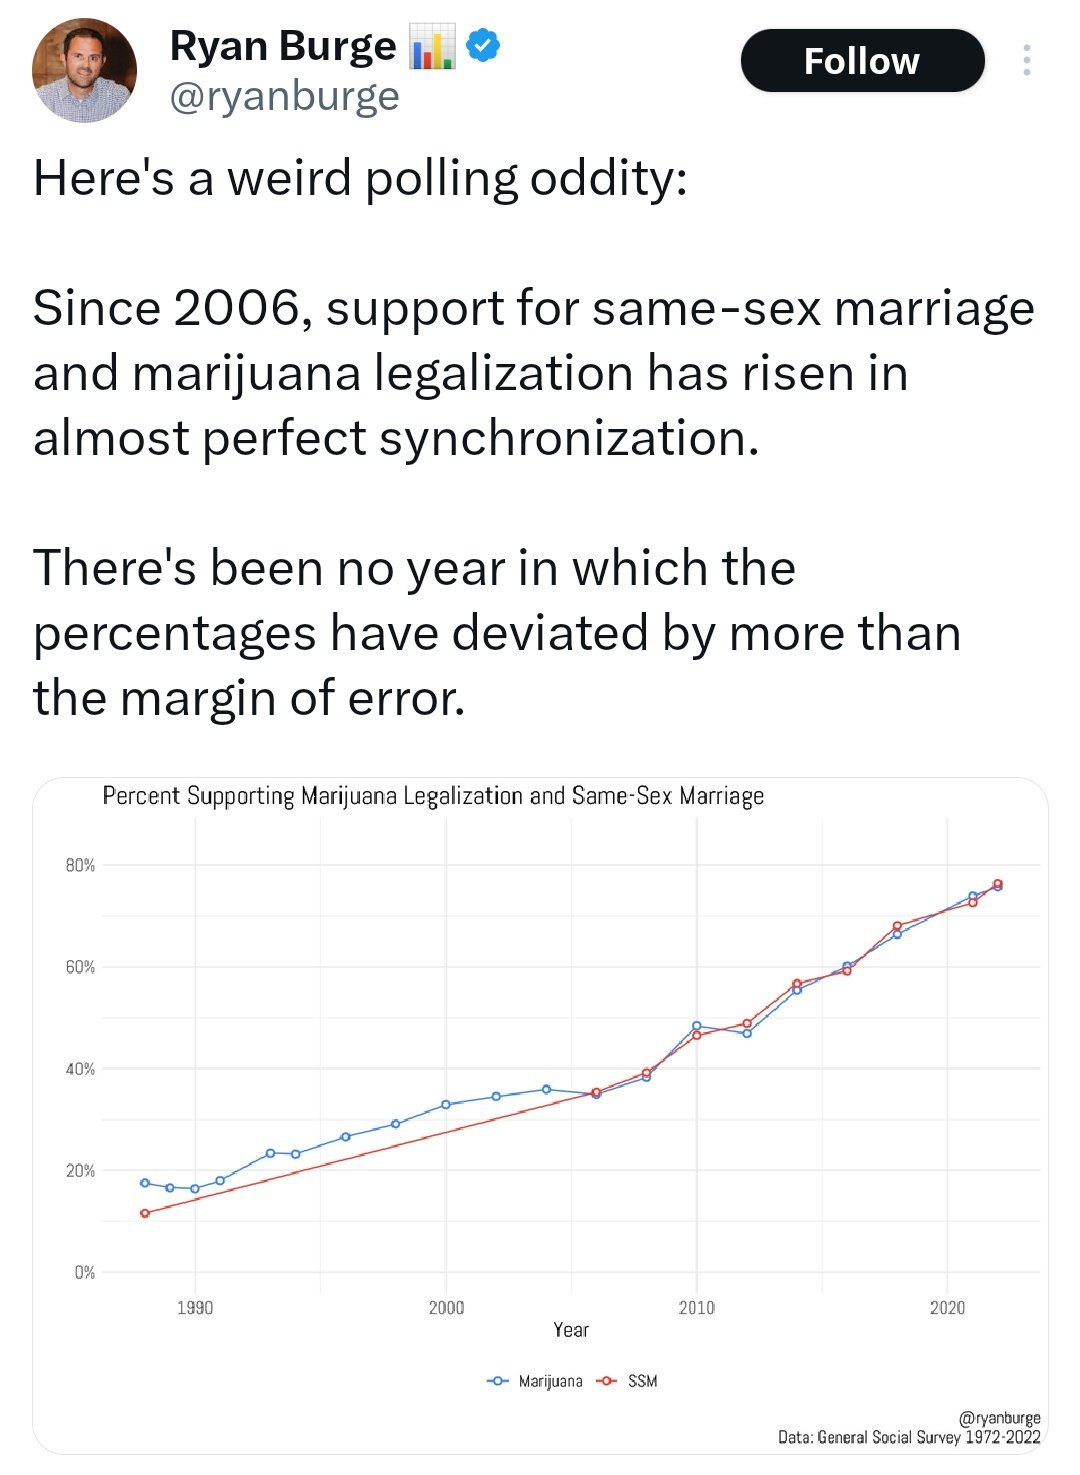 Ryan Burge 📊
@ryanburge
Follow
Here's a weird polling oddity:
Since 2006, support for same-sex marriage
and marijuana legalization has risen in
almost perfect synchronization.
There's been no year in which the
percentages have deviated by more than
the margin of error.
Percent Supporting Marijuana Legalization and Same-Sex Marriage
80%
60%
40%
20%
0%
1990 2000 2010 2020
Year
Marijuana SSM
@ryanburge
Data: General Social Survey 1972-2022